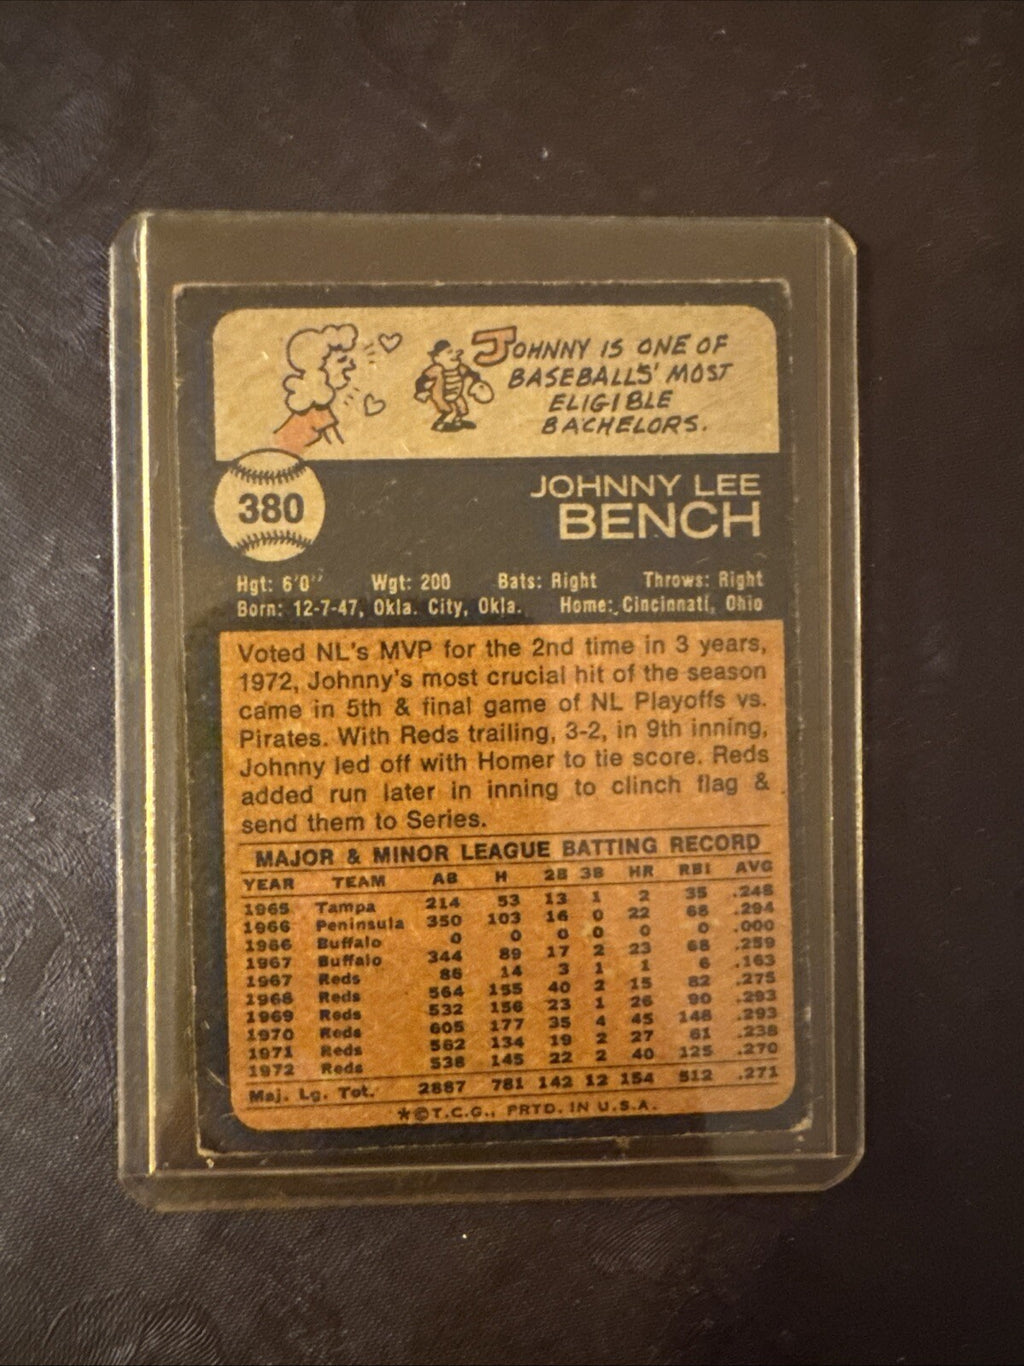 JOHNNY IS ONE OF
BASEBALLS' MOST
ELIGIBLE
BACHELORS.
380
JOHNNY LEE
BENCH
Hgt: 6'0" Wgt: 200 Bats: Right Throws: Right
Born: 12-7-47, Okla. City, Okla. Home: Cincinnati, Ohio
Voted NL's MVP for the 2nd time in 3 years,
1972, Johnny's most crucial hit of the season
came in 5th & final game of NL Playoffs vs.
Pirates. With Reds trailing, 3-2, in 9th inning,
Johnny led off with Homer to tie score. Reds
added run later in inning to clinch flag &
send them to Series.
MAJOR & MINOR LEAGUE BATTING RECORD
YEAR TEAM AB H 2B 3B HR RBI AVG
1965 Tampa 214 53 13 1 2 35 .248
1966 Peninsula 350 103 16 0 22 68 .294
1966 Buffalo 0 0 0 0 0 0 .000
1967 Buffalo 344 89 17 2 23 68 .259
1967 Reds 86 14 3 1 1 6 .163
1968 Reds 564 155 40 2 15 82 .275
1969 Reds 532 156 23 1 26 90 .293
1970 Reds 605 177 35 4 45 148 .293
1971 Reds 562 134 19 2 27 61 .238
1972 Reds 538 145 22 2 40 125 .270
Maj. Lg. Tot. 2887 781 142 12 154 512 .271
*©T.C.G., PRTD. IN U.S.A.